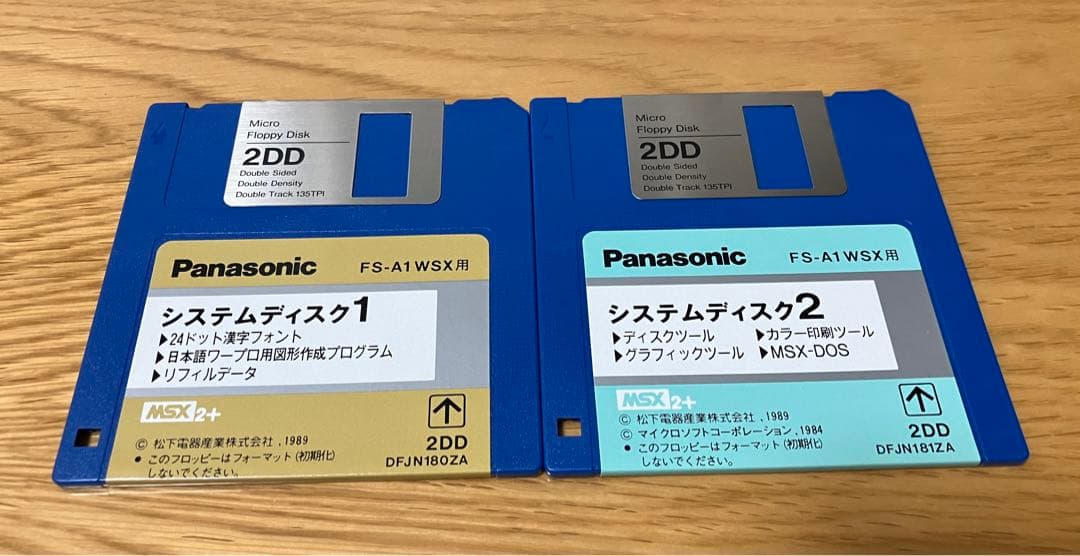 Micro
Floppy Disk
2DD
Double Sided
Double Density
Double Track 135TPI
Panasonic FS-A1WSX用
システムディスク1
▶24ドット漢字フォント
▶日本語ワープロ用図形作成プログラム
▶リフィルデータ
MSX2+
© 松下電器産業株式会社 , 1989
● このフロッピーはフォーマット(初期化)
しないでください。
2DD
DFJN180ZA
Micro
Floppy Disk
2DD
Double Sided
Double Density
Double Track 135TPI
Panasonic FS-A1WSX用
システムディスク2
▶ディスクツール ▶カラー印刷ツール
▶グラフィックツール ▶MSX-DOS
MSX2+
© 松下電器産業株式会社 , 1989
© マイクロソフトコーポレーション , 1984
● このフロッピーはフォーマット(初期化)
しないでください。
2DD
DFJN181ZA